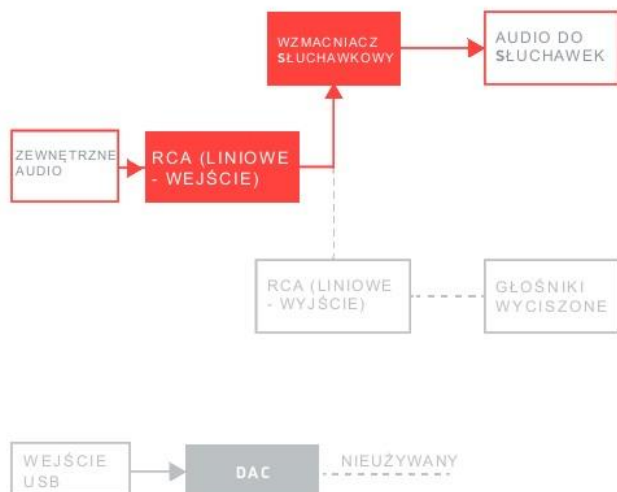 WZMACNIACZ
SŁUCHAWKOWY
AUDIO DO
SŁUCHAWEK
ZEWNĘTRZNE
AUDIO
RCA (LINIOWE
- WEJŚCIE)
RCA (LINIOWE
- WYJŚCIE)
GŁOŚNIKI
WYCISZONE
WEJŚCIE
USB
DAC
NIEUŻYWANY